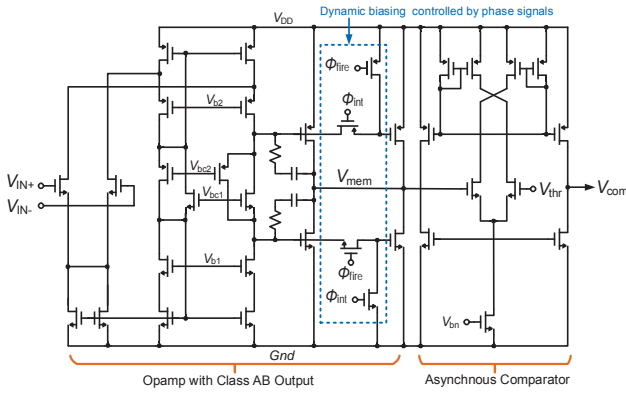 Dynamic biasing controlled by phase signals
VDD
Φfire
Φint
Vb2
Vbc2
Vbc1
Vmem
VIN+
VIN-
Vthr
Vcom
Vb1
Φfire
Φint
Vbn
Gnd
Opamp with Class AB Output
Asynchnous Comparator